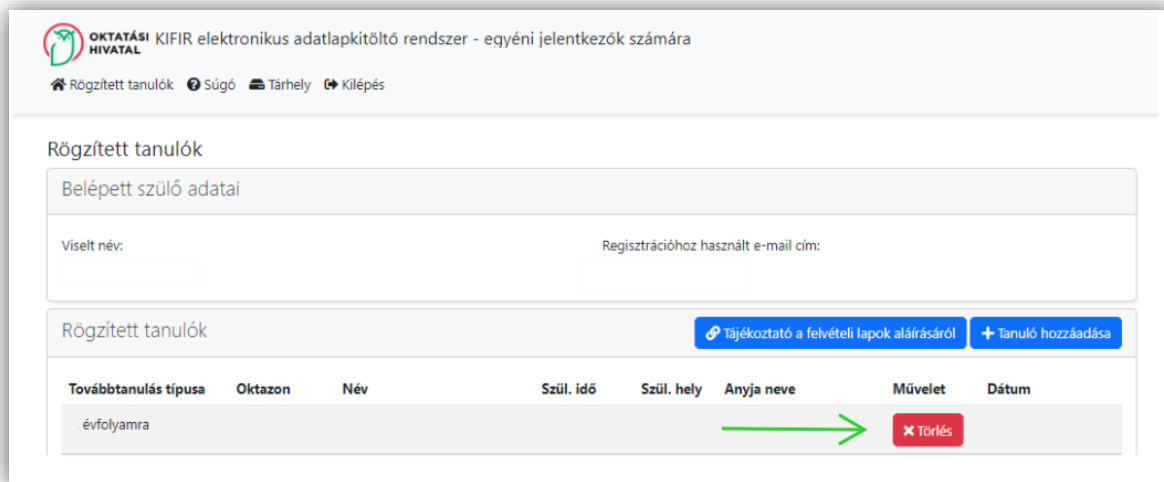 OKTATÁSI HIVATAL KIFIR elektronikus adatlapkitöltő rendszer - egyéni jelentkezők számára
Rögzített tanulók Súgó Tárhely Kilépés
Rögzített tanulók
Belépett szülő adatai
Viselt név: Regisztrációhoz használt e-mail cím:
Rögzített tanulók Tájékoztató a felvételi lapok aláírásáról + Tanuló hozzáadása
Továbbtanulás típusa Oktazon Név Szül. idő Szül. hely Anyja neve Művelet Dátum
évfolyamra × Törlés